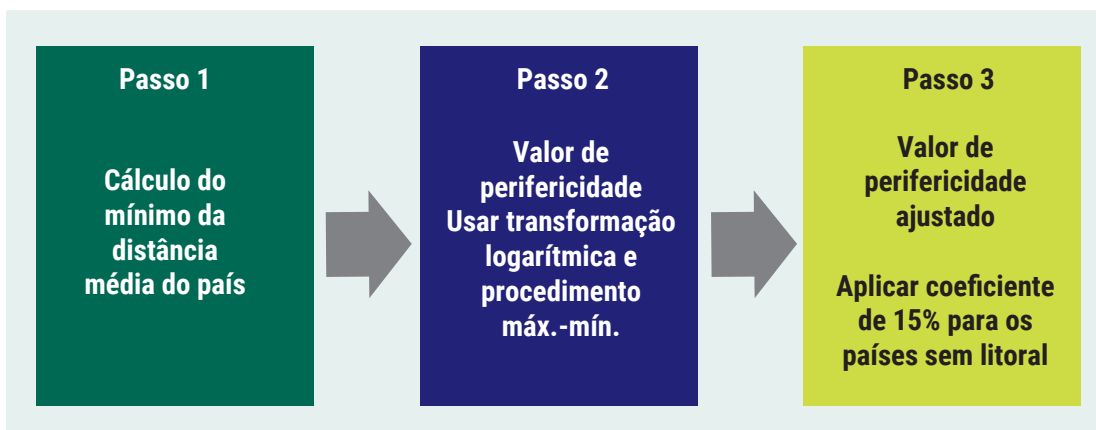 Passo 1
Cálculo do
mínimo da
distância
média do país
Passo 2
Valor de
perifericidade
Usar transformação
logarítmica e
procedimento
máx.-mín.
Passo 3
Valor de
perifericidade
ajustado
Aplicar coeficiente
de 15% para os
países sem litoral